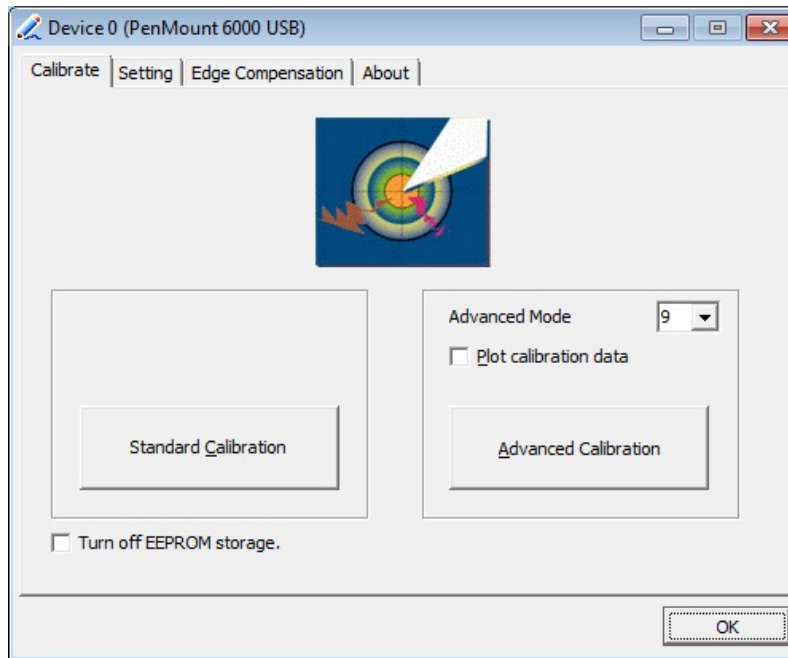 Device 0 (PenMount 6000 USB)
Calibrate Setting Edge Compensation About
Advanced Mode 9
Plot calibration data
Standard Calibration
Advanced Calibration
Turn off EEPROM storage.
OK